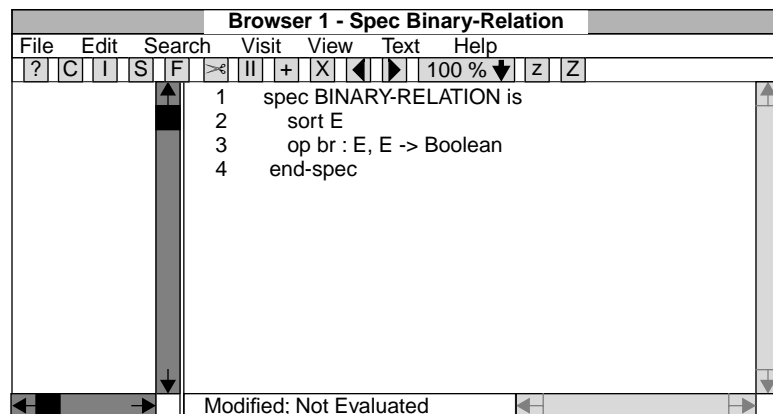 Browser 1 - Spec Binary-Relation
File Edit Search Visit View Text Help
? C I S F II + X 100 % z Z
1 spec BINARY-RELATION is
2 sort E
3 op br : E, E -> Boolean
4 end-spec
Modified; Not Evaluated